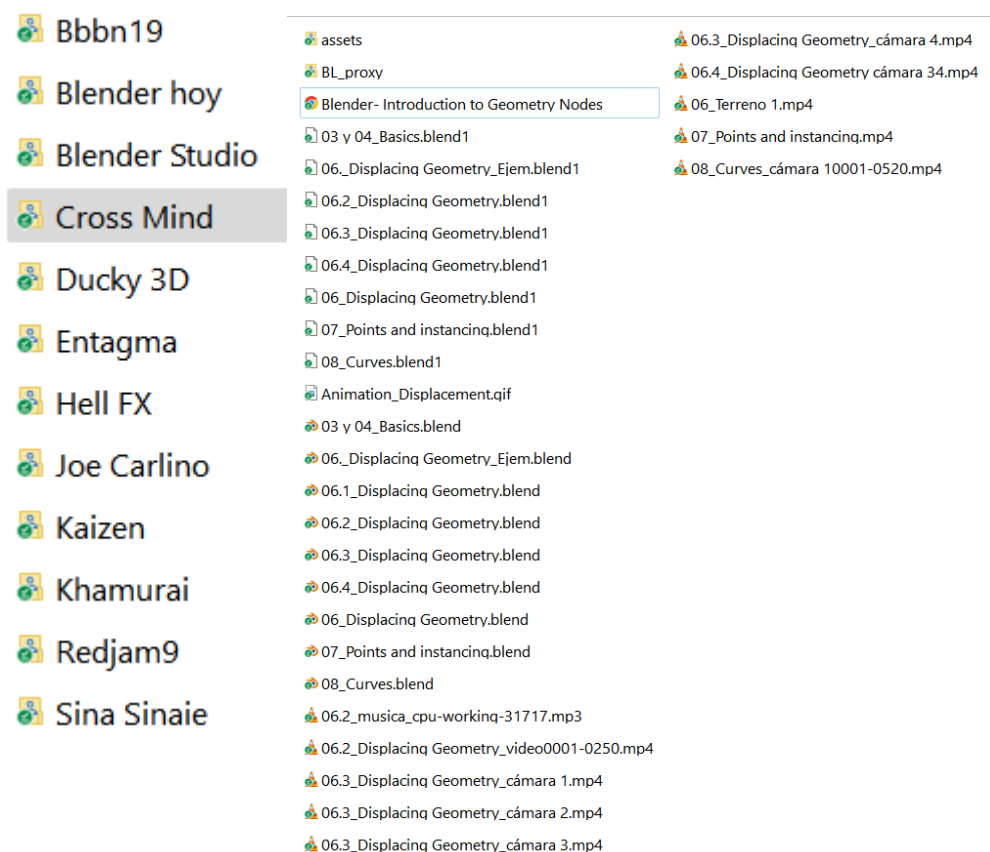 Bbbn19
Blender hoy
Blender Studio
Cross Mind
Ducky 3D
Entagma
Hell FX
Joe Carlino
Kaizen
Khamurai
Redjam9
Sina Sinaie
assets
BL_proxy
Blender- Introduction to Geometry Nodes
03 y 04_Basics.blend1
06._Displacing Geometry_Ejem.blend1
06.2_Displacing Geometry.blend1
06.3_Displacing Geometry.blend1
06.4_Displacing Geometry.blend1
06_Displacing Geometry.blend1
07_Points and instancing.blend1
08_Curves.blend1
Animation_Displacement.gif
03 y 04_Basics.blend
06._Displacing Geometry_Ejem.blend
06.1_Displacing Geometry.blend
06.2_Displacing Geometry.blend
06.3_Displacing Geometry.blend
06.4_Displacing Geometry.blend
06_Displacing Geometry.blend
07_Points and instancing.blend
08_Curves.blend
06.2_musica_cpu-working-31717.mp3
06.2_Displacing Geometry_video0001-0250.mp4
06.3_Displacing Geometry_cámara 1.mp4
06.3_Displacing Geometry_cámara 2.mp4
06.3_Displacing Geometry_cámara 3.mp4
06.3_Displacing Geometry_cámara 4.mp4
06.4_Displacing Geometry cámara 34.mp4
06_Terreno 1.mp4
07_Points and instancing.mp4
08_Curves_cámara 10001-0520.mp4